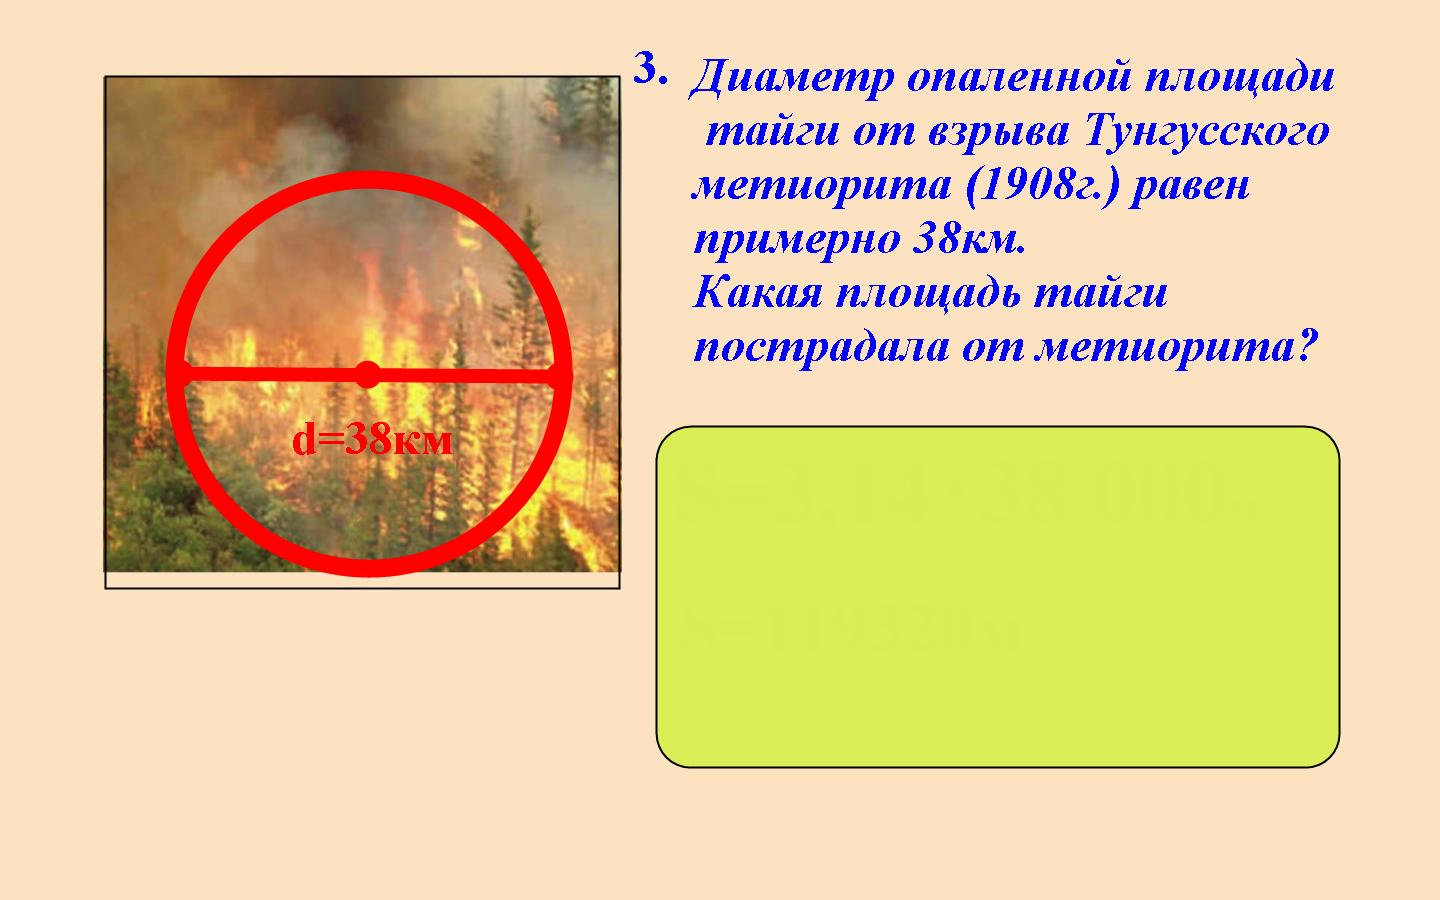 3. Диаметр опаленной площади
тайги от взрыва Тунгусского
метиорита (1908г.) равен
примерно 38км.
Какая площадь тайги
пострадала от метиорита?
d=38км